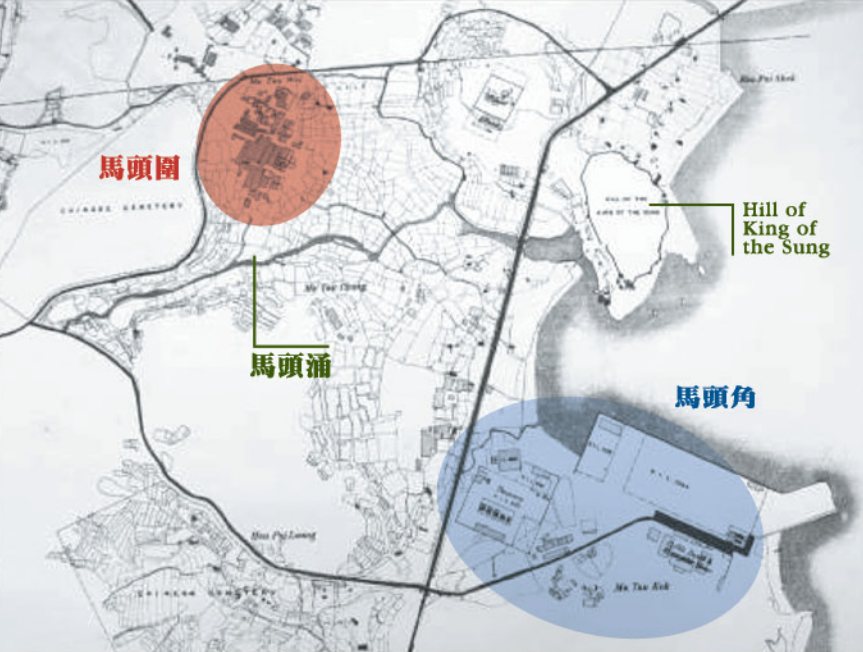 Ma Tau Wei
Hau Pui Shek
馬頭圍
CHINESE CEMETERY
HILL OF THE
KING OF THE SUNG
Hill of
King of
the Sung
Ma Tau Chung
馬頭涌
馬頭角
Hau Pui Loong
CHINESE CEMETERY
Ma Tau Kok